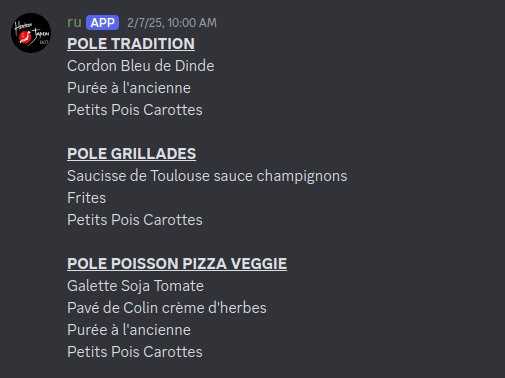 ru APP 2/7/25, 10:00 AM
POLE TRADITION
Cordon Bleu de Dinde
Purée à l'ancienne
Petits Pois Carottes
POLE GRILLADES
Saucisse de Toulouse sauce champignons
Frites
Petits Pois Carottes
POLE POISSON PIZZA VEGGIE
Galette Soja Tomate
Pavé de Colin crème d'herbes
Purée à l'ancienne
Petits Pois Carottes